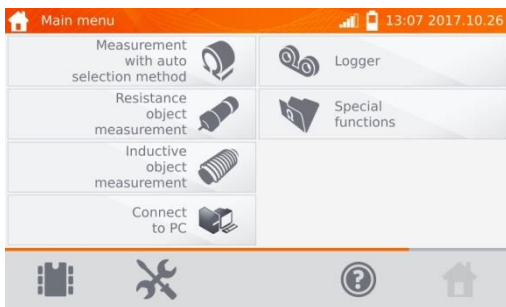 Main menu
13:07 2017.10.26
Measurement
with auto
selection method
Logger
Resistance
object
measurement
Special
functions
Inductive
object
measurement
Connect
to PC